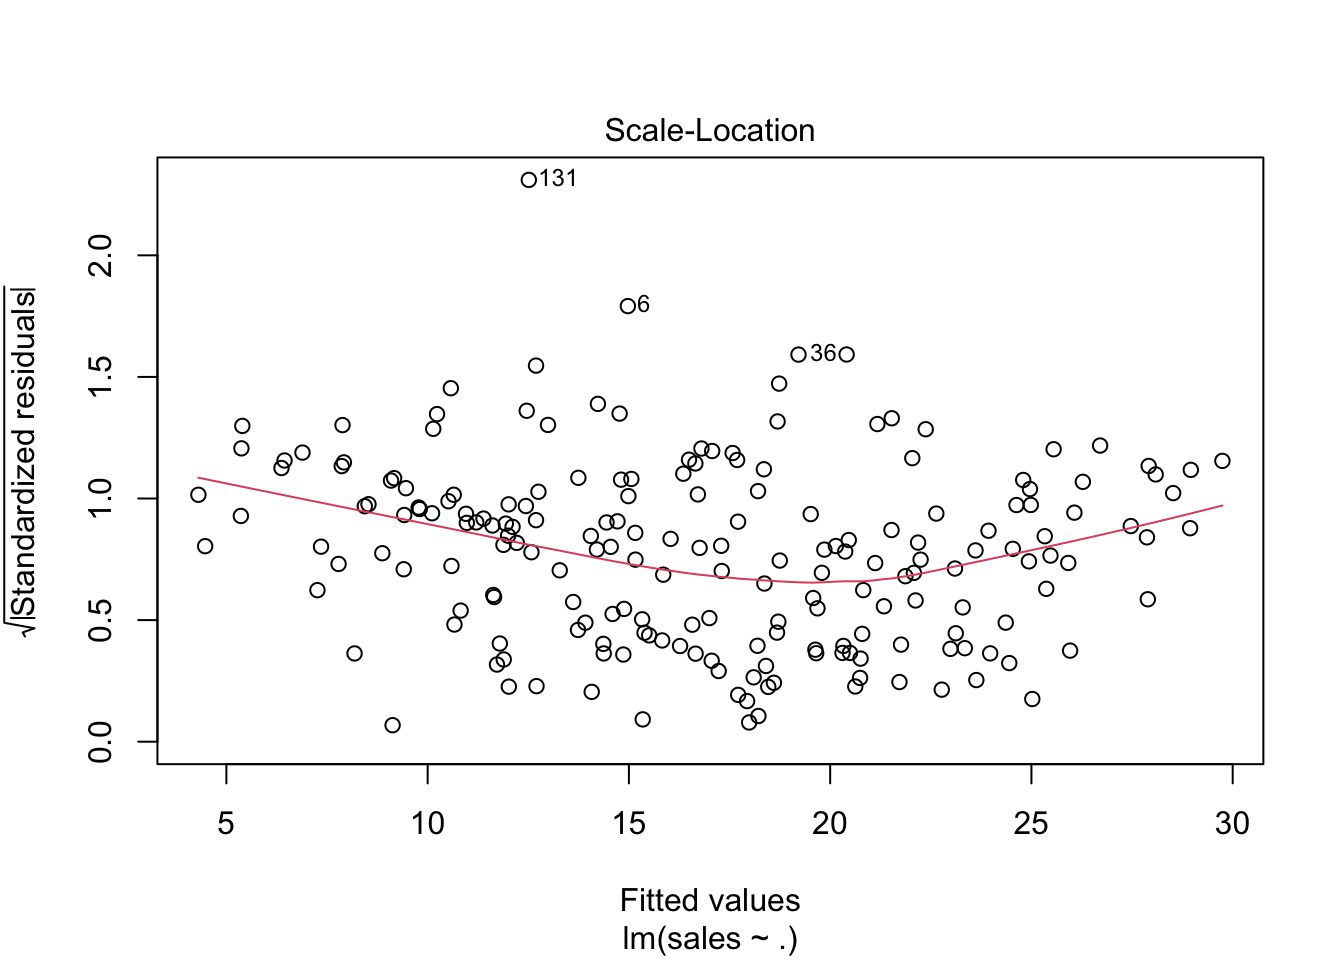 Scale-Location
131
6
36
√|Standardized residuals|
2.0
1.5
1.0
0.5
0.0
5 10 15 20 25 30
Fitted values
lm(sales ~ .)